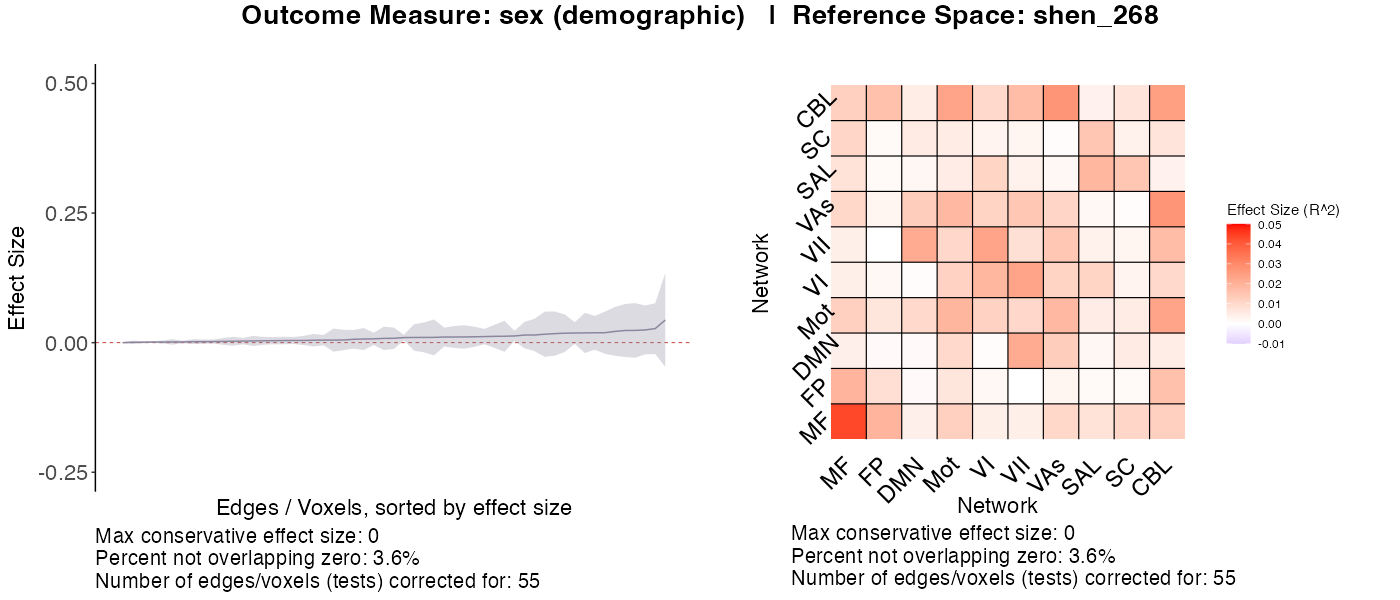 Outcome Measure: sex (demographic) | Reference Space: shen_268
0.50
0.25
0.00
-0.25
Effect Size
Edges / Voxels, sorted by effect size
Max conservative effect size: 0
Percent not overlapping zero: 3.6%
Number of edges/voxels (tests) corrected for: 55
Network
CBL
SC
SAL
VAs
VII
VI
Mot
DMN
FP
MF
MF FP DMN Mot VI VII VAs SAL SC CBL
Network
Max conservative effect size: 0
Percent not overlapping zero: 3.6%
Number of edges/voxels (tests) corrected for: 55
Effect Size (R^2)
0.05
0.04
0.03
0.02
0.01
0.00
-0.01